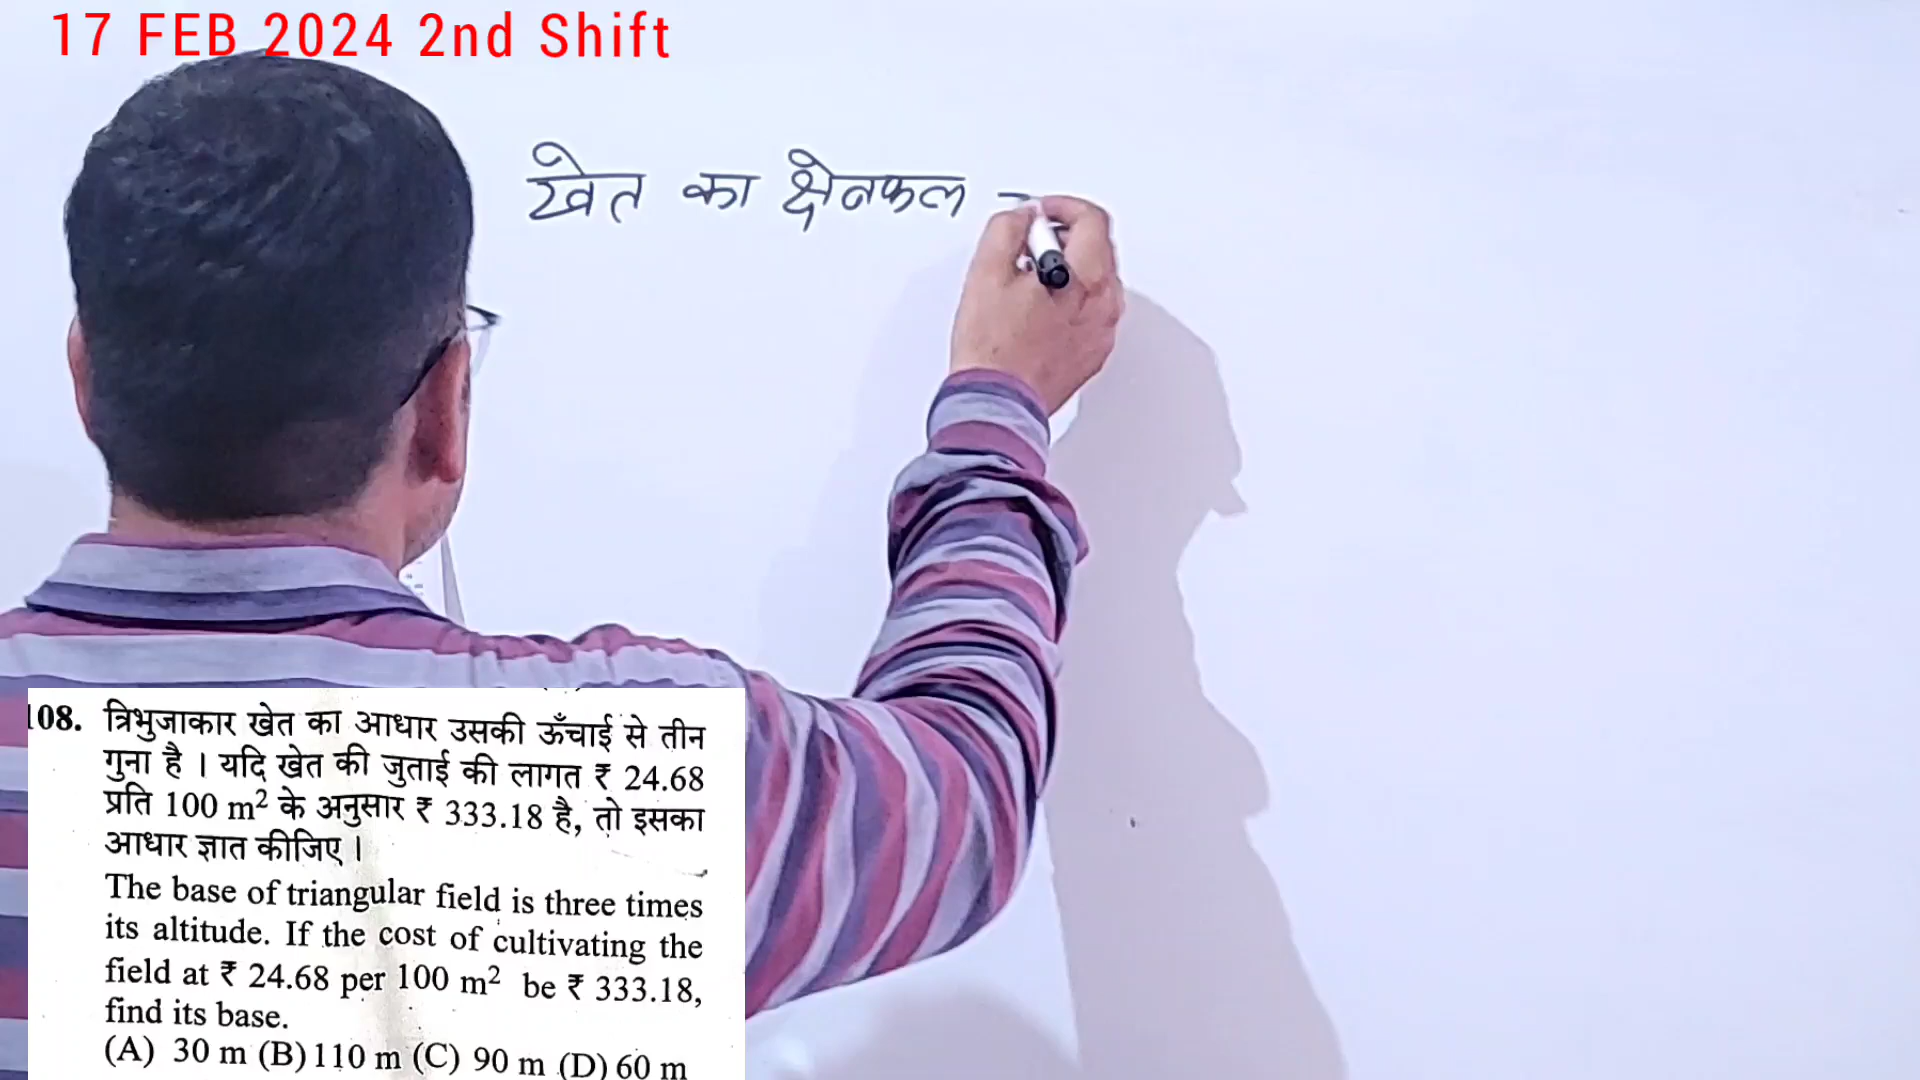 17 FEB 2024 2nd Shift
खेत का क्षेत्रफल
108. त्रिभुजाकार खेत का आधार उसकी ऊँचाई से तीन
गुना है । यदि खेत की जुताई की लागत ₹ 24.68
प्रति 100 m² के अनुसार ₹ 333.18 है, तो इसका
आधार ज्ञात कीजिए ।
The base of triangular field is three times
its altitude. If the cost of cultivating the
field at ₹ 24.68 per 100 m² be ₹ 333.18,
find its base.
(A) 30 m (B) 110 m (C) 90 m (D) 60 m